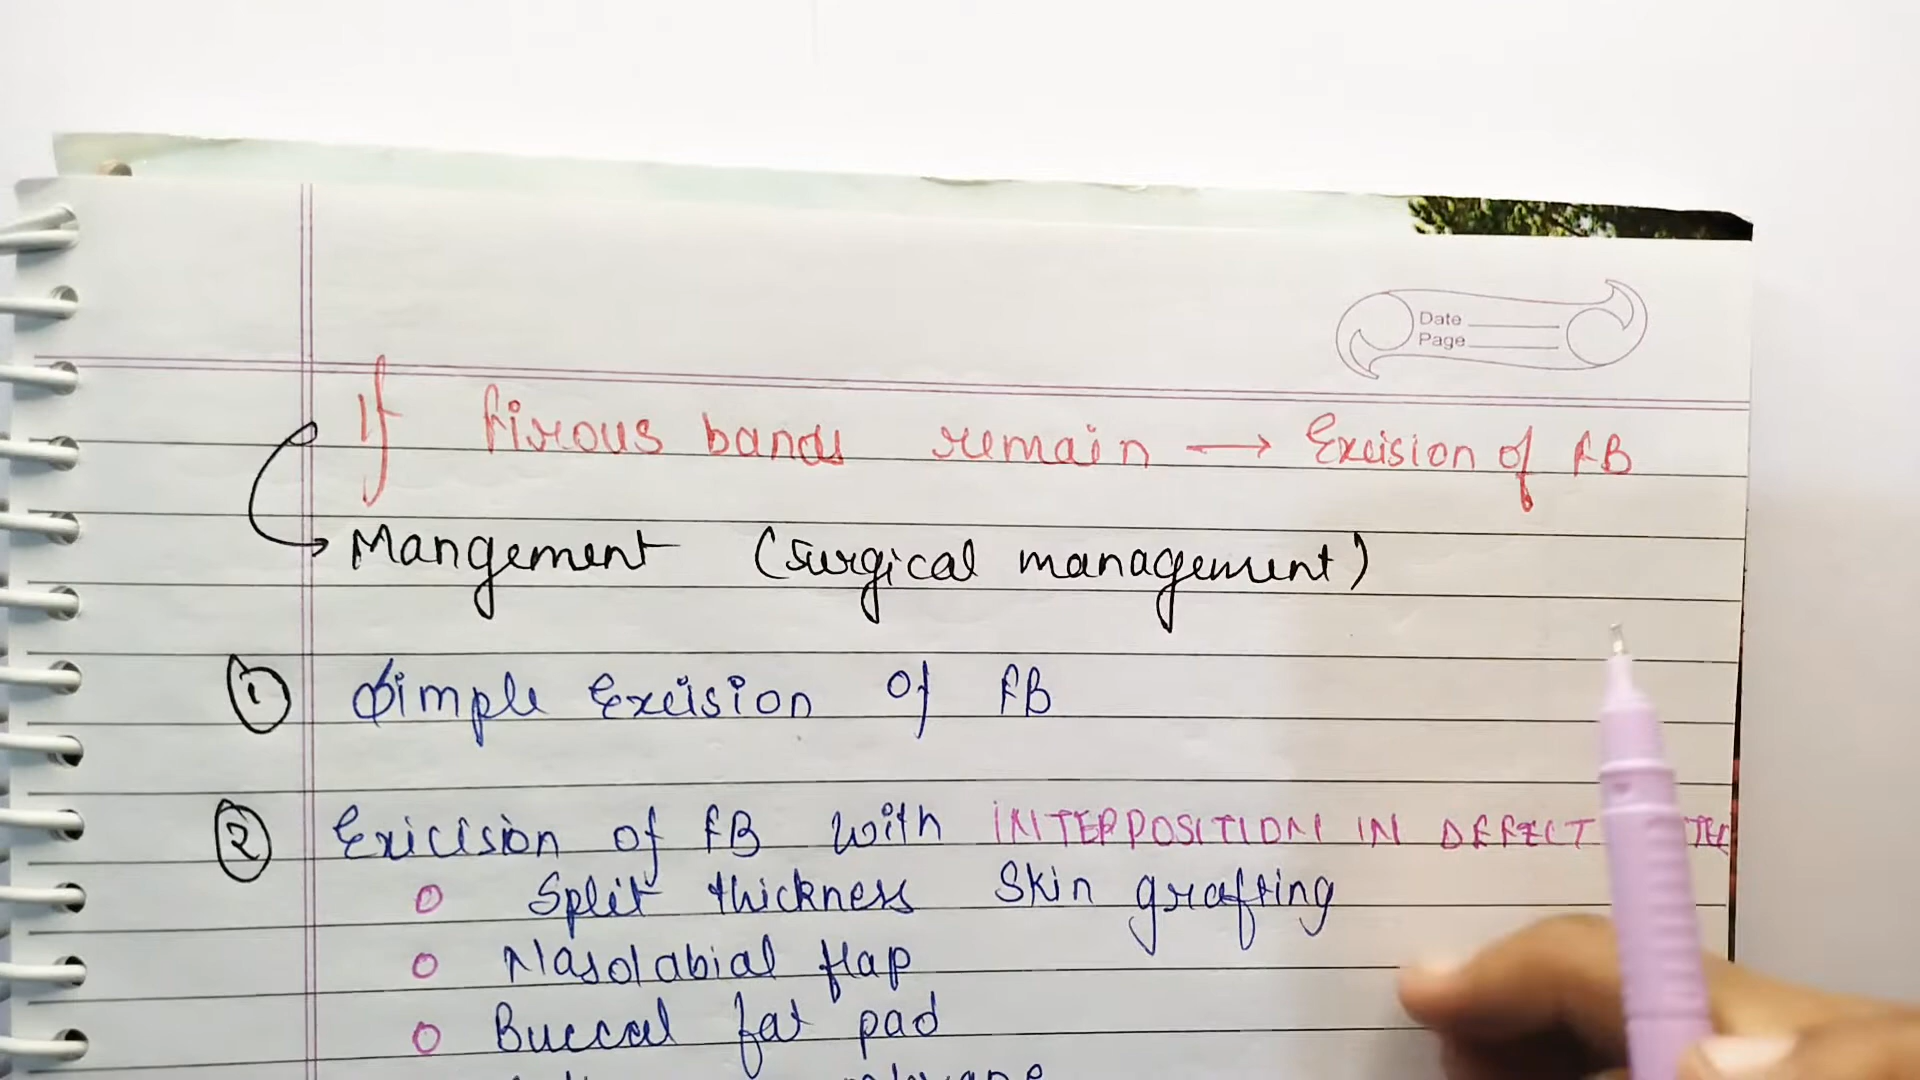 Date
Page
If firous bands remain → Excision of FB
Mangement (surgical management)
① Simple Excision of FB
② Exicision of FB with INTERPPOSITION IN DEFECT
O Split thickness Skin grafting
O Nasolabial flap
O Buccal fat pad